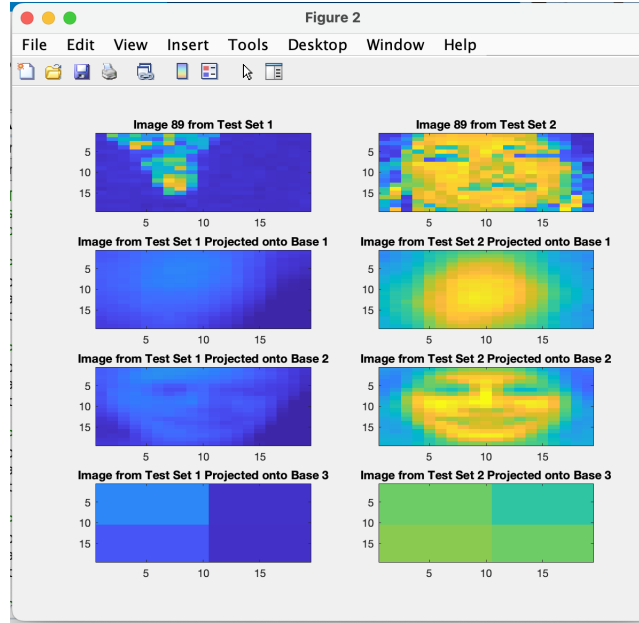 Figure 2
File Edit View Insert Tools Desktop Window Help
Image 89 from Test Set 1 Image 89 from Test Set 2
5 5
10 10
15 15
5 10 15 5 10 15
Image from Test Set 1 Projected onto Base 1 Image from Test Set 2 Projected onto Base 1
5 5
10 10
15 15
5 10 15 5 10 15
Image from Test Set 1 Projected onto Base 2 Image from Test Set 2 Projected onto Base 2
5 5
10 10
15 15
5 10 15 5 10 15
Image from Test Set 1 Projected onto Base 3 Image from Test Set 2 Projected onto Base 3
5 5
10 10
15 15
5 10 15 5 10 15